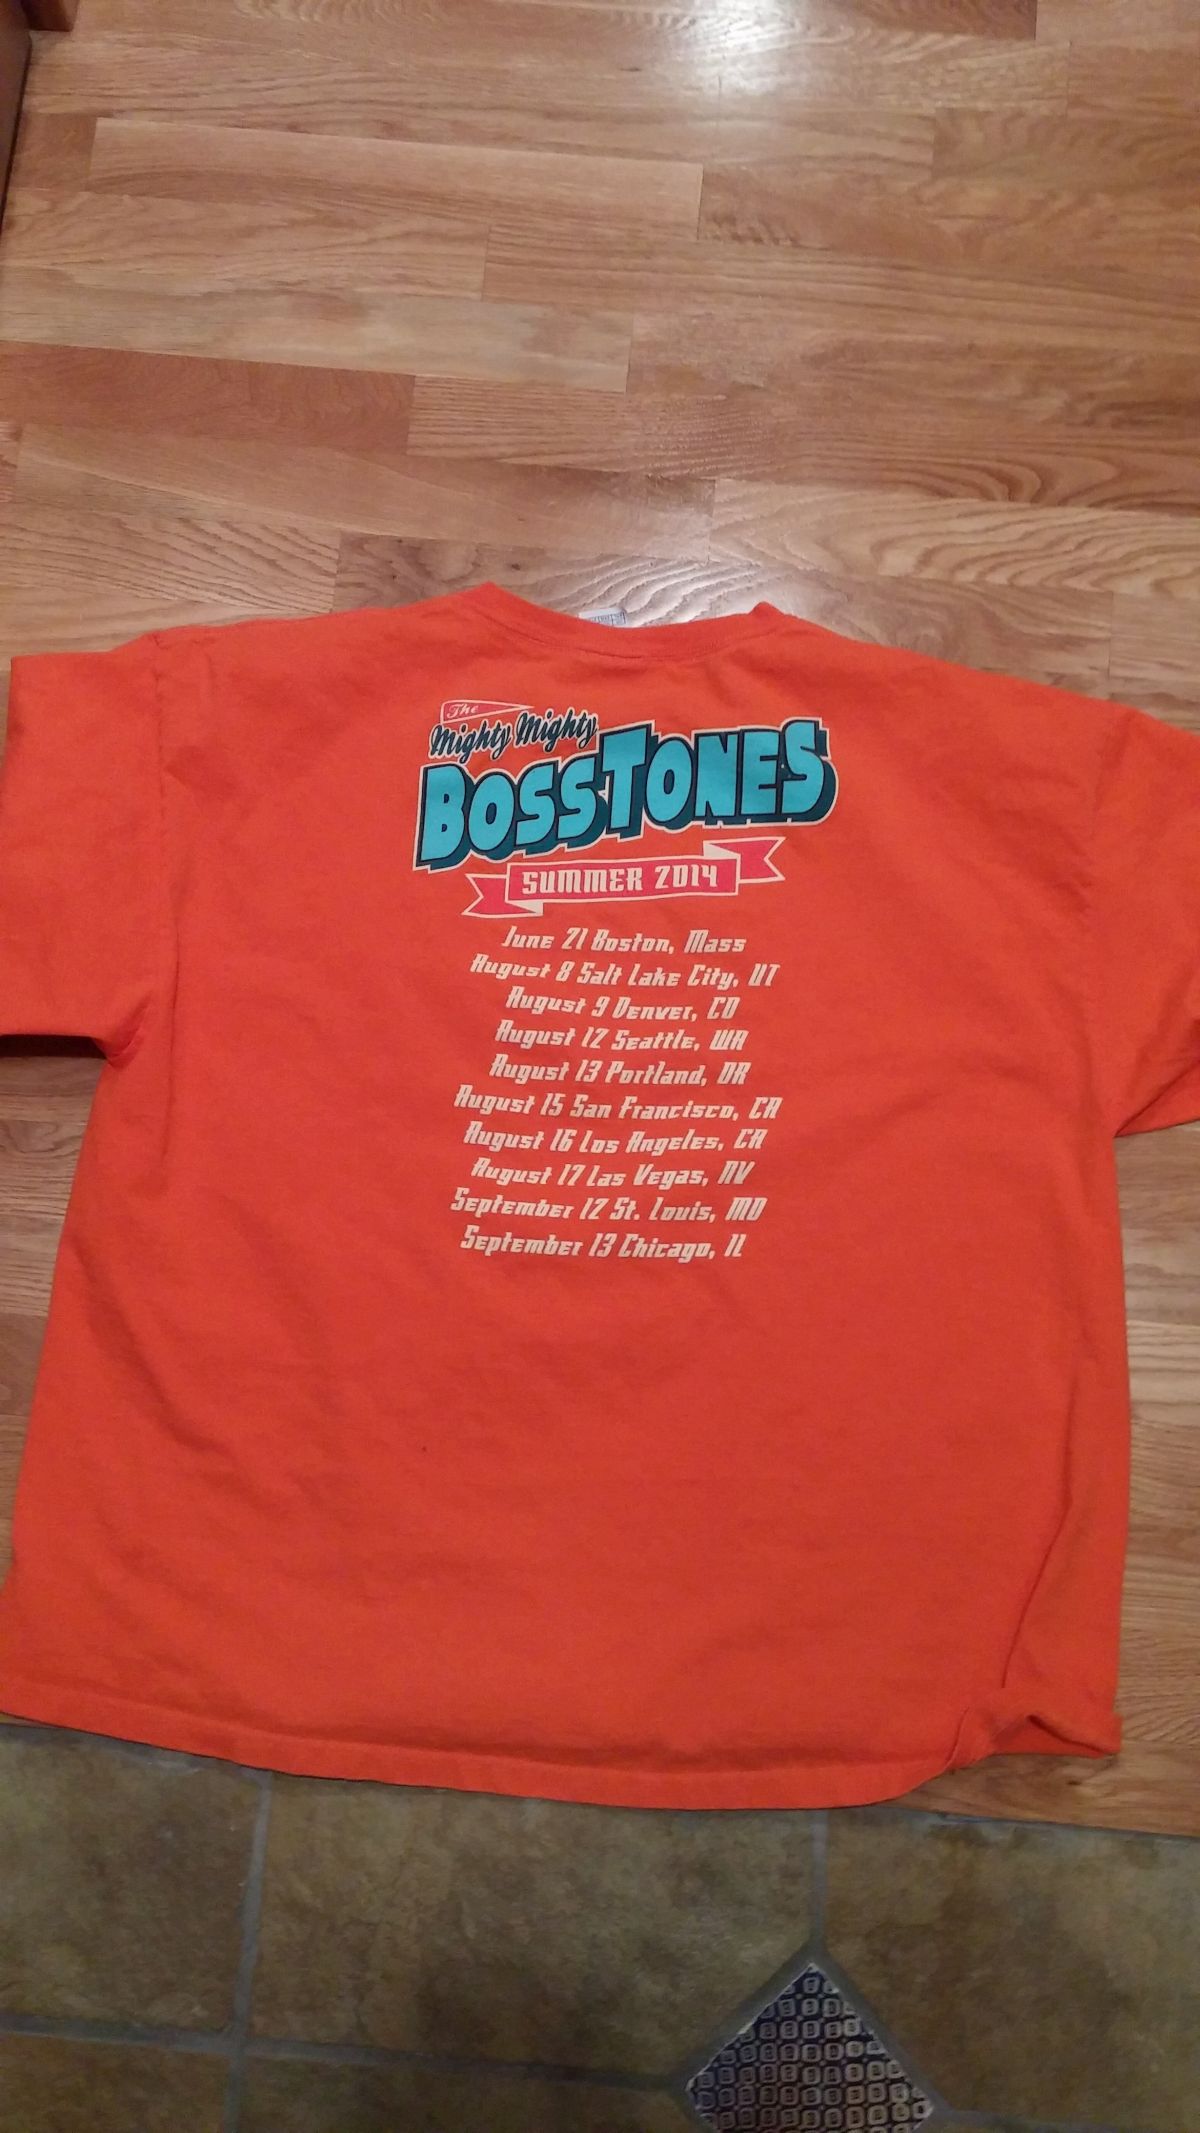 The
Mighty Mighty
BOSSTONES
SUMMER 2014
June 21 Boston, Mass
August 8 Salt Lake City, UT
August 9 Denver, CO
August 12 Seattle, WA
August 13 Portland, OR
August 15 San Francisco, CA
August 16 Los Angeles, CA
August 17 Las Vegas, NV
September 12 St. Louis, MO
September 13 Chicago, IL